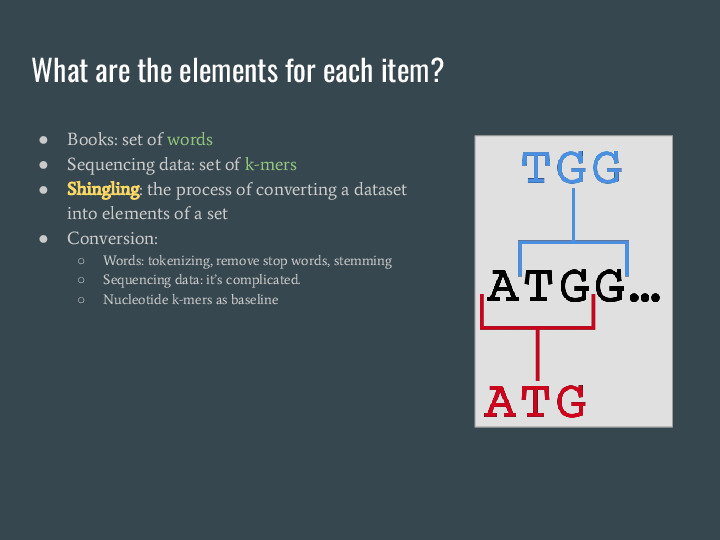 What are the elements for each item?
● Books: set of words
● Sequencing data: set of k-mers
● Shingling: the process of converting a dataset
into elements of a set
● Conversion:
○ Words: tokenizing, remove stop words, stemming
○ Sequencing data: it's complicated.
○ Nucleotide k-mers as baseline
TGG
ATGG...
ATG